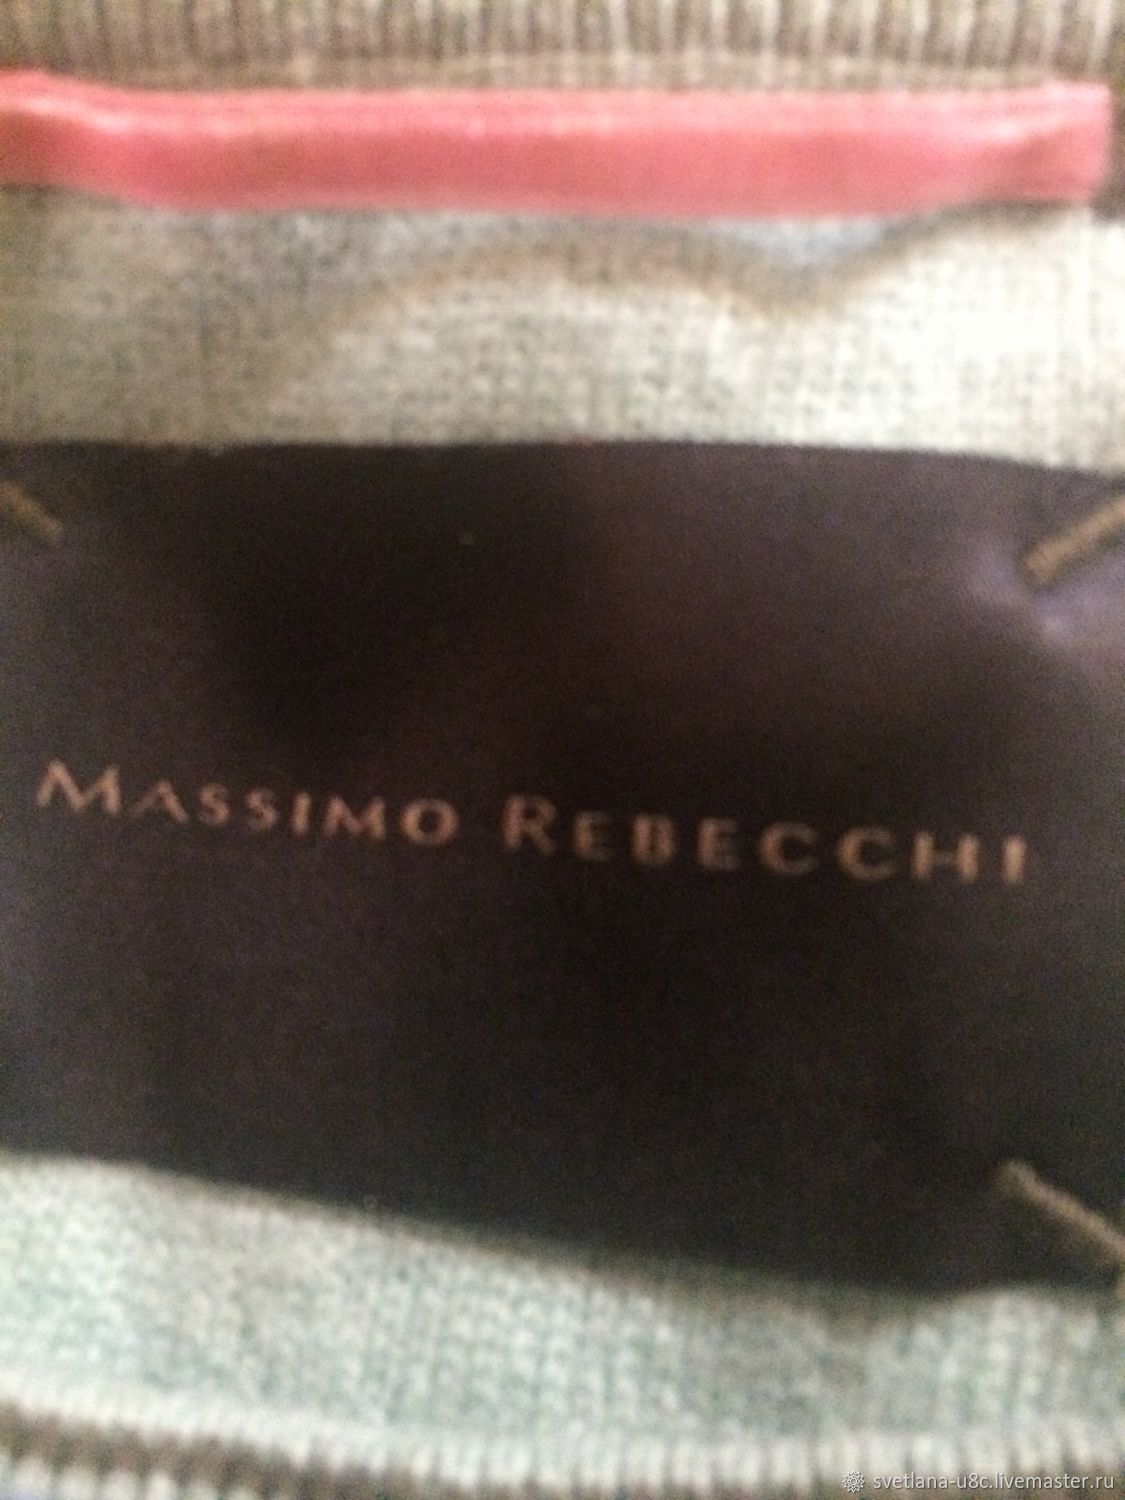 MASSIMO REBECCHI
svetlana-u8c.livemaster.ru